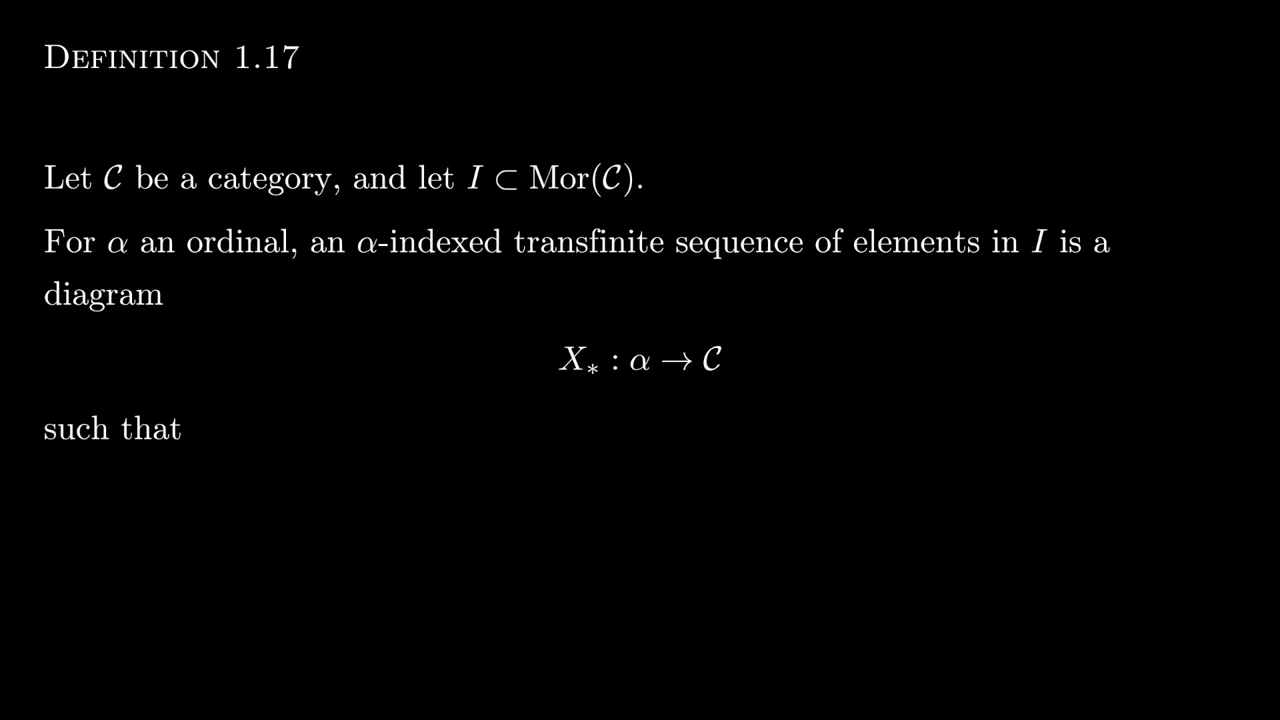 Definition 1.17
Let 𝒞 be a category, and let I ⊂ Mor(𝒞).
For α an ordinal, an α-indexed transfinite sequence of elements in I is a
diagram
X_* : α → 𝒞
such that